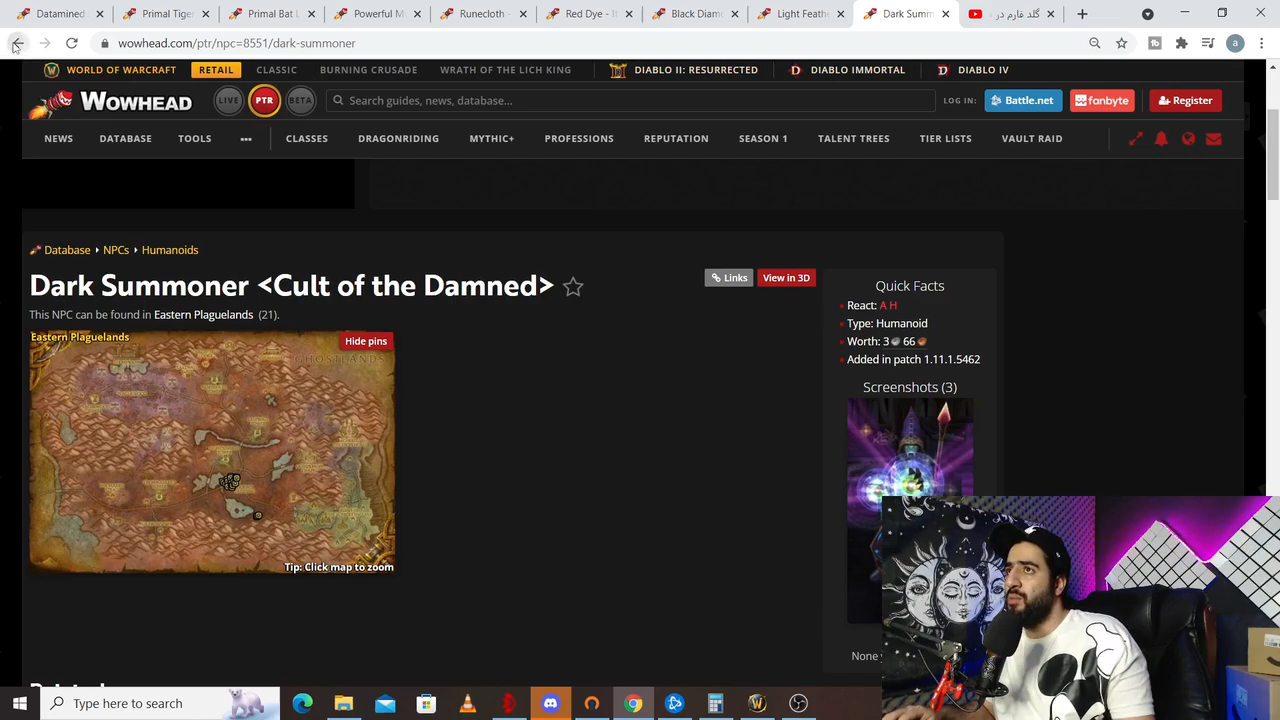 Datamined
Primal Tige
Primal Bat L
Powerful M
Runecloth -
Red Dye - It
Black Diam
Light Feathe
Dark Summ
گلد فارم در
wowhead.com/ptr/npc=8551/dark-summoner
a
WORLD OF WARCRAFT
RETAIL
CLASSIC
BURNING CRUSADE
WRATH OF THE LICH KING
DIABLO II: RESURRECTED
DIABLO IMMORTAL
DIABLO IV
WOWHEAD
LIVE
PTR
BETA
Search guides, news, database...
LOG IN:
Battle.net
fanbyte
Register
NEWS
DATABASE
TOOLS
CLASSES
DRAGONRIDING
MYTHIC+
PROFESSIONS
REPUTATION
SEASON 1
TALENT TREES
TIER LISTS
VAULT RAID
Database
NPCs
Humanoids
Dark Summoner <Cult of the Damned>
Links
View in 3D
This NPC can be found in Eastern Plaguelands (21).
Eastern Plaguelands
Hide pins
GHOSTLANDS
Tip: Click map to zoom
Quick Facts
React: A H
Type: Humanoid
Worth: 3 66
Added in patch 1.11.1.5462
Screenshots (3)
None
Type here to search